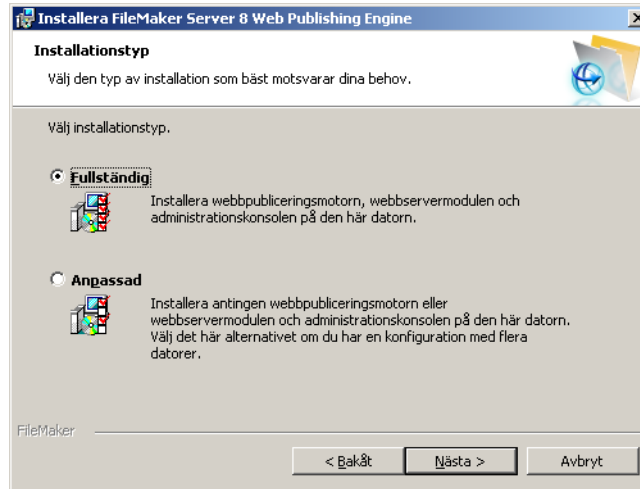 Installera FileMaker Server 8 Web Publishing Engine
Installationstyp
Välj den typ av installation som bäst motsvarar dina behov.
Välj installationstyp.
Fullständig
Installera webbpubliceringsmotorn, webbservermodulen och
administrationskonsolen på den här datorn.
Anpassad
Installera antingen webbpubliceringsmotorn eller
webbservermodulen och administrationskonsolen på den här datorn.
Välj det här alternativet om du har en konfiguration med flera
datorer.
FileMaker
< Bakåt Nästa > Avbryt